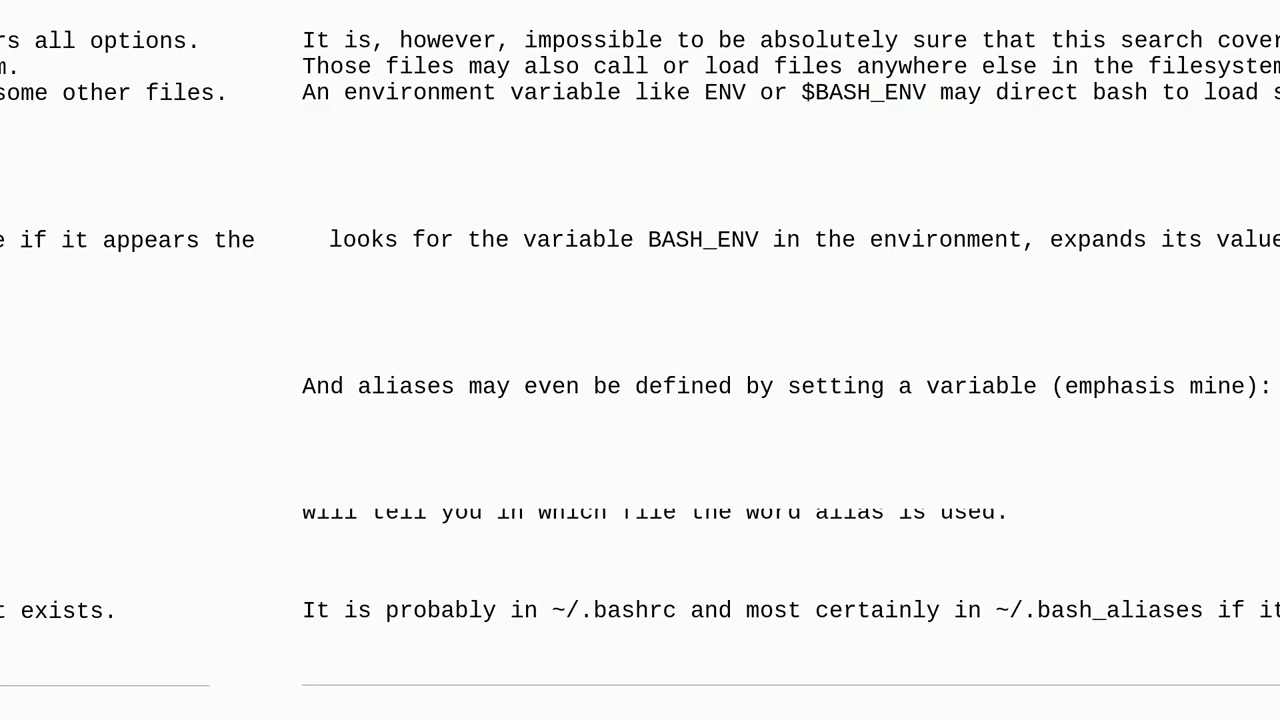 rs all options.
m.
some other files.
e if it appears the
t exists.
It is, however, impossible to be absolutely sure that this search cover
Those files may also call or load files anywhere else in the filesystem
An environment variable like ENV or $BASH_ENV may direct bash to load s
looks for the variable BASH_ENV in the environment, expands its value
And aliases may even be defined by setting a variable (emphasis mine):
will tell you in which file the word alias is used.
It is probably in ~/.bashrc and most certainly in ~/.bash_aliases if it